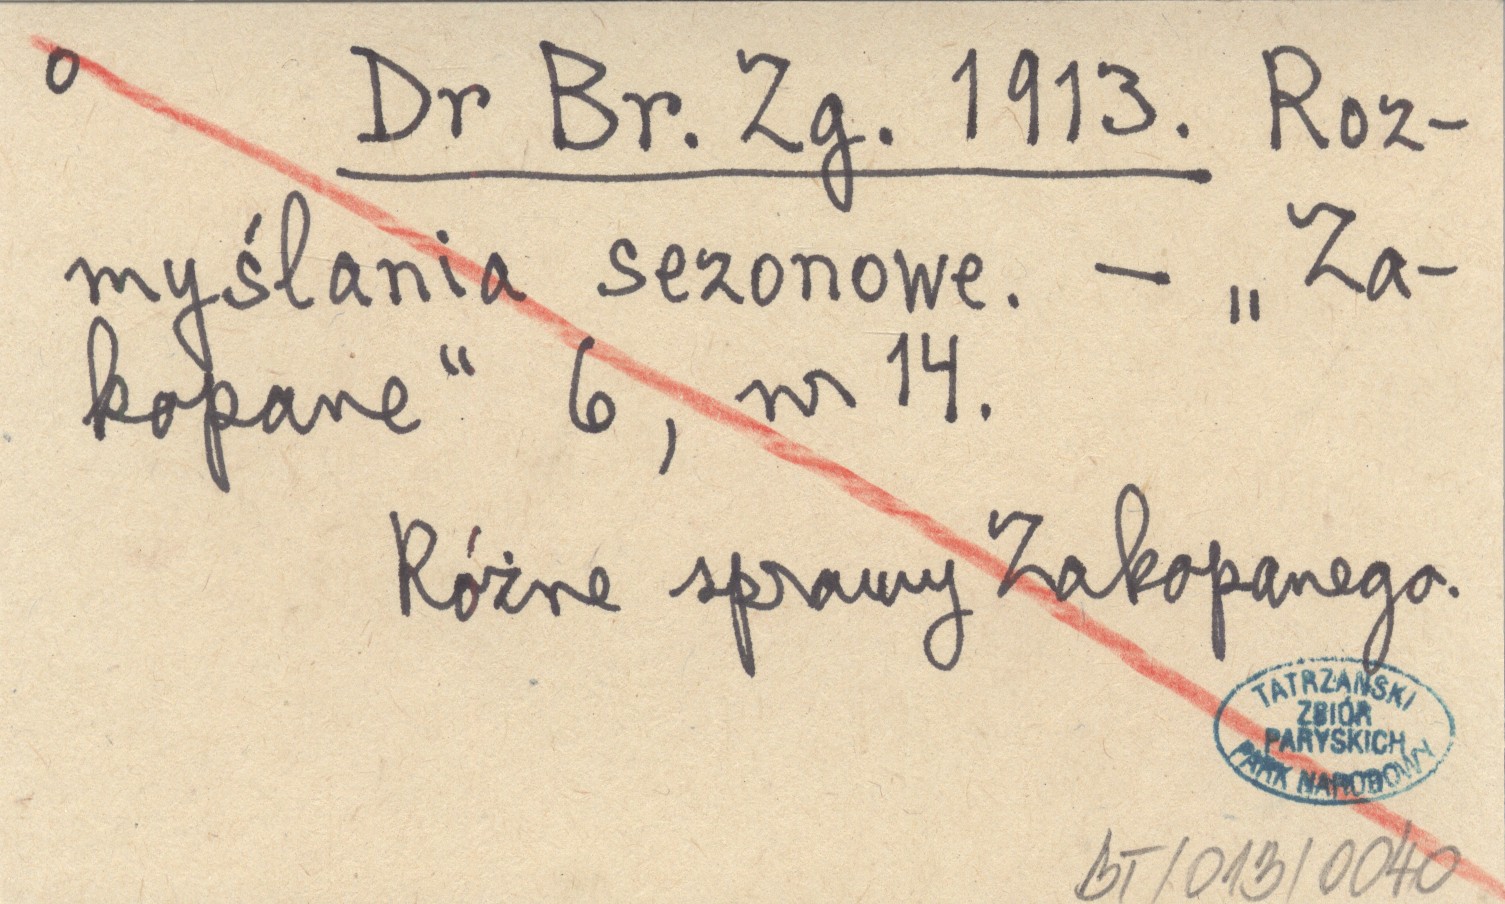 o Dr Br. Zg. 1913. Roz-
myślania sezonowe. – „Za-
kopane“ 6, nr 14.
Różne sprawy Zakopanego.
TATRZAŃSKI
ZBIÓR
PARYSKICH
PARK NARODOWY
BT/013/0040